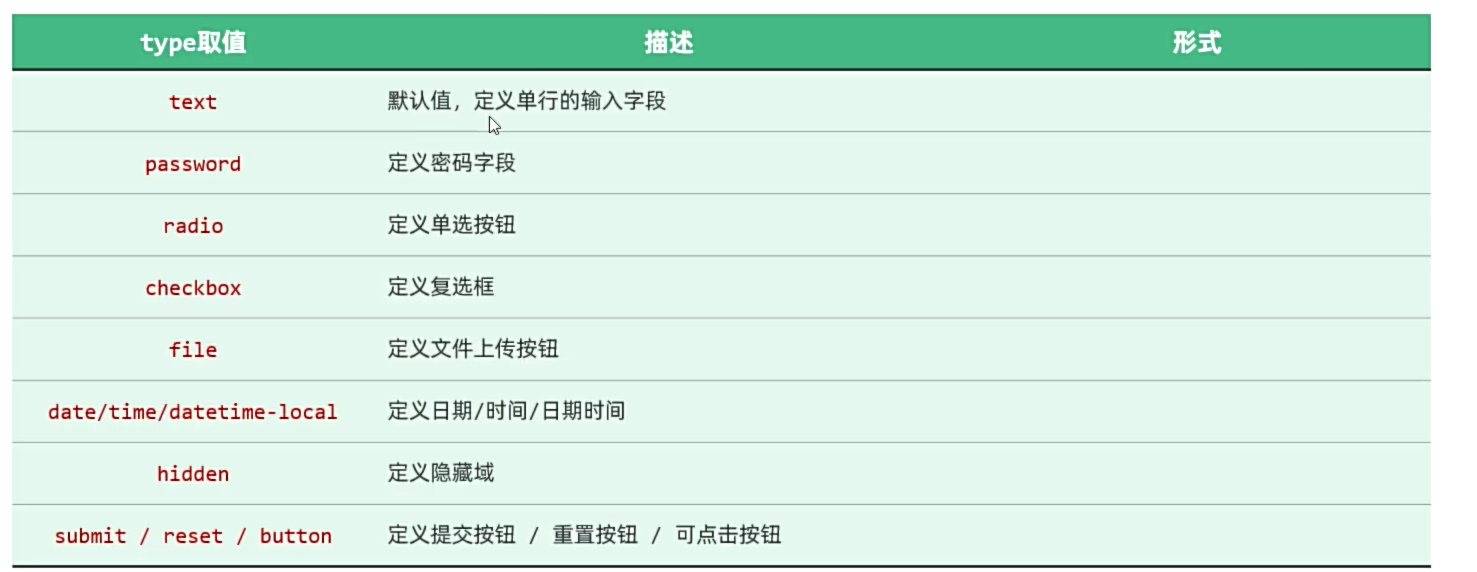 type取值 描述 形式
text 默认值，定义单行的输入字段
password 定义密码字段
radio 定义单选按钮
checkbox 定义复选框
file 定义文件上传按钮
date/time/datetime-local 定义日期/时间/日期时间
hidden 定义隐藏域
submit / reset / button 定义提交按钮 / 重置按钮 / 可点击按钮